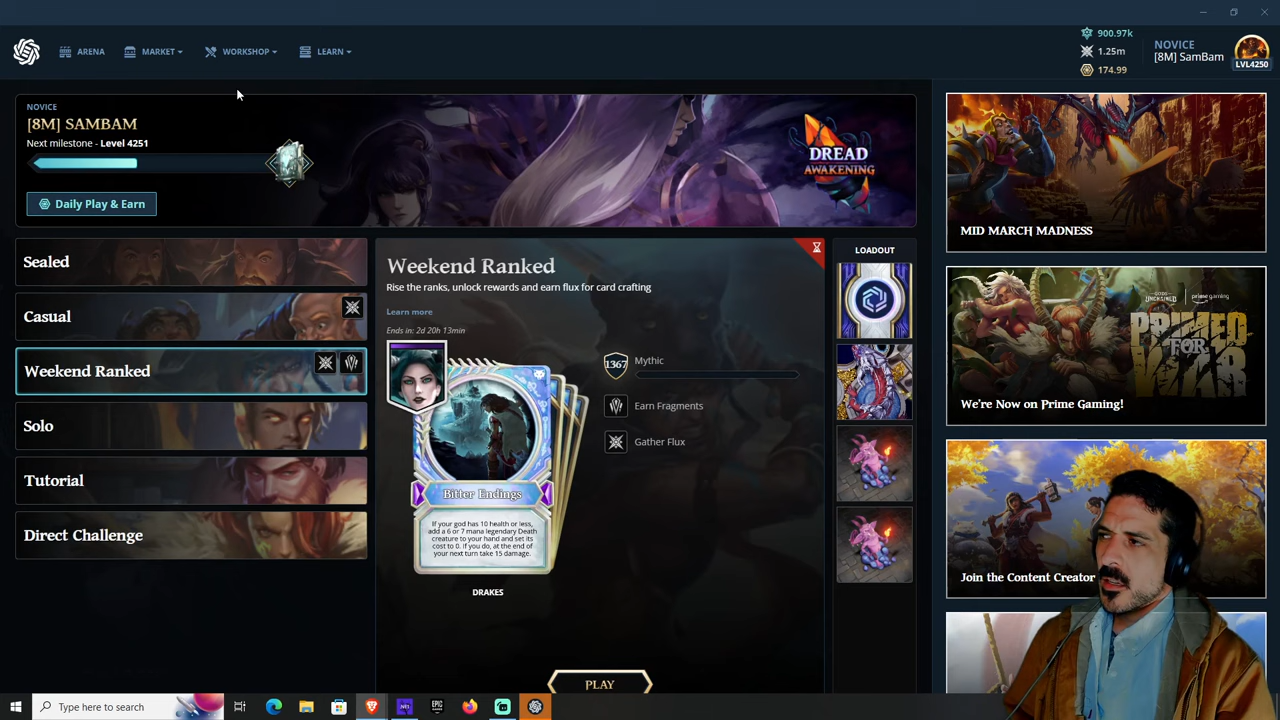 ARENA
MARKET
WORKSHOP
LEARN
900.97k
1.25m
174.99
NOVICE
[8M] SamBam
LVL4250
NOVICE
[8M] SAMBAM
Next milestone - Level 4251
Daily Play & Earn
DREAD
AWAKENING
Sealed
Casual
Weekend Ranked
Solo
Tutorial
Direct Challenge
Weekend Ranked
Rise the ranks, unlock rewards and earn flux for card crafting
Learn more
Ends in: 2d 20h 13min
Bitter Endings
If your god has 10 health or less,
add a 6 or 7 mana legendary Death
creature to your hand and set its
cost to 0. If you do, at the end of
your next turn take 15 damage.
DRAKES
1367
Mythic
Earn Fragments
Gather Flux
PLAY
LOADOUT
MID MARCH MADNESS
GODS
UNCHAINED
prime gaming
PRIMED
FOR
WAR
We're Now on Prime Gaming!
Join the Content Creator
Type here to search
EPIC